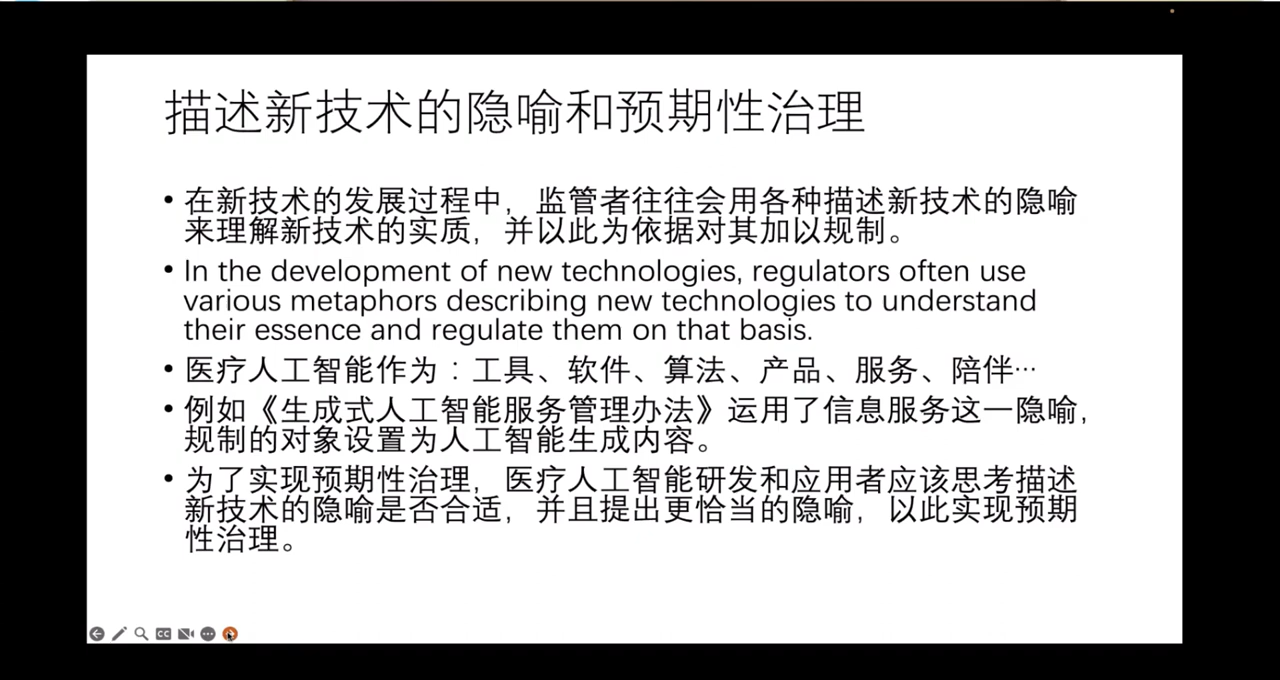 描述新技术的隐喻和预期性治理
• 在新技术的发展过程中，监管者往往会用各种描述新技术的隐喻
来理解新技术的实质，并以此为依据对其加以规制。
• In the development of new technologies, regulators often use
various metaphors describing new technologies to understand
their essence and regulate them on that basis.
• 医疗人工智能作为：工具、软件、算法、产品、服务、陪伴…
• 例如《生成式人工智能服务管理办法》运用了信息服务这一隐喻，
规制的对象设置为人工智能生成内容。
• 为了实现预期性治理，医疗人工智能研发和应用者应该思考描述
新技术的隐喻是否合适，并且提出更恰当的隐喻，以此实现预期
性治理。
CC